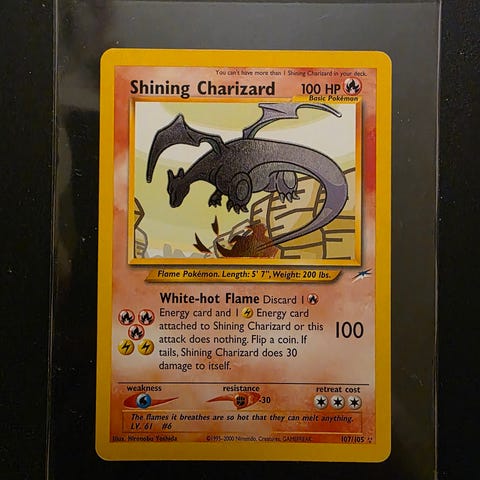 You can't have more than 1 Shining Charizard in your deck.
Shining Charizard 100 HP
Basic Pokémon
Flame Pokémon. Length: 5' 7", Weight: 200 lbs.
White-hot Flame Discard 1
Energy card and 1 Energy card
attached to Shining Charizard or this
attack does nothing. Flip a coin. If
tails, Shining Charizard does 30
damage to itself.
100
weakness resistance retreat cost
-30
The flames it breathes are so hot that they can melt anything.
LV. 61 #6
Illus. Hironobu Yoshida ©1995-2000 Nintendo, Creatures, GAMEFREAK. 107/105